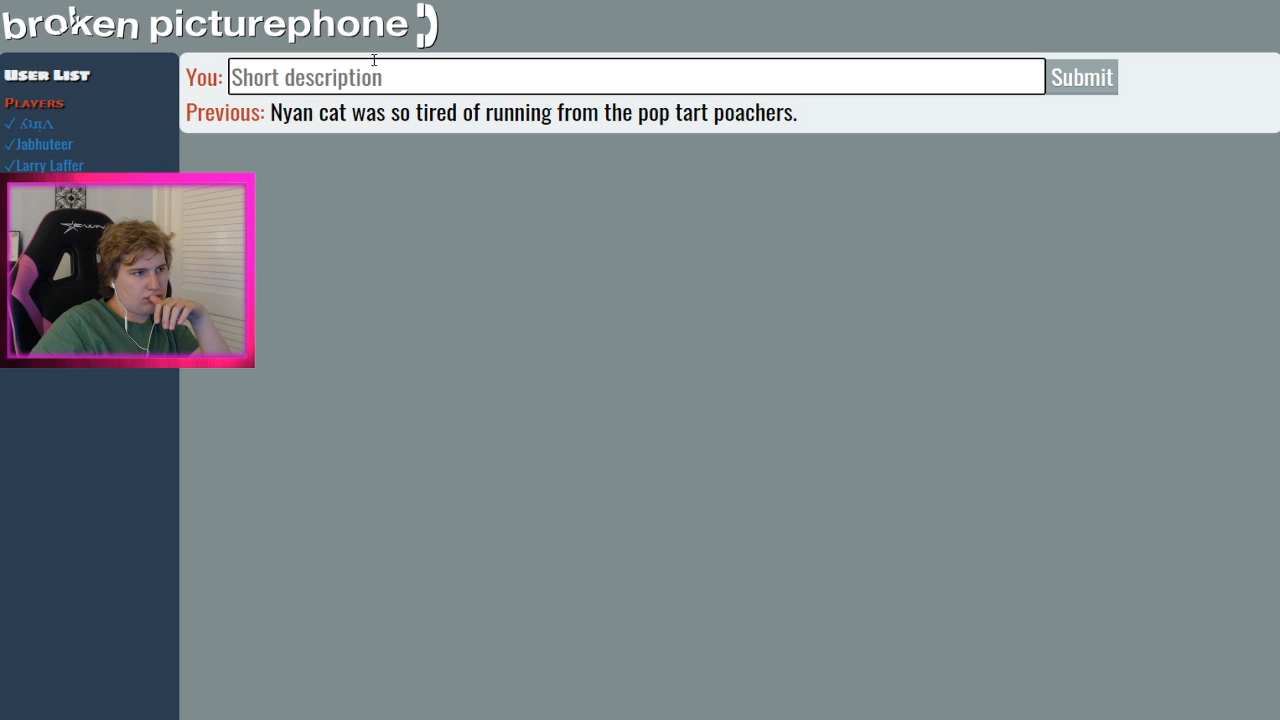 broken picturephone
User List
You: Short description Submit
Players
Previous: Nyan cat was so tired of running from the pop tart poachers.
✓Jabhuteer
✓Larry Laffer